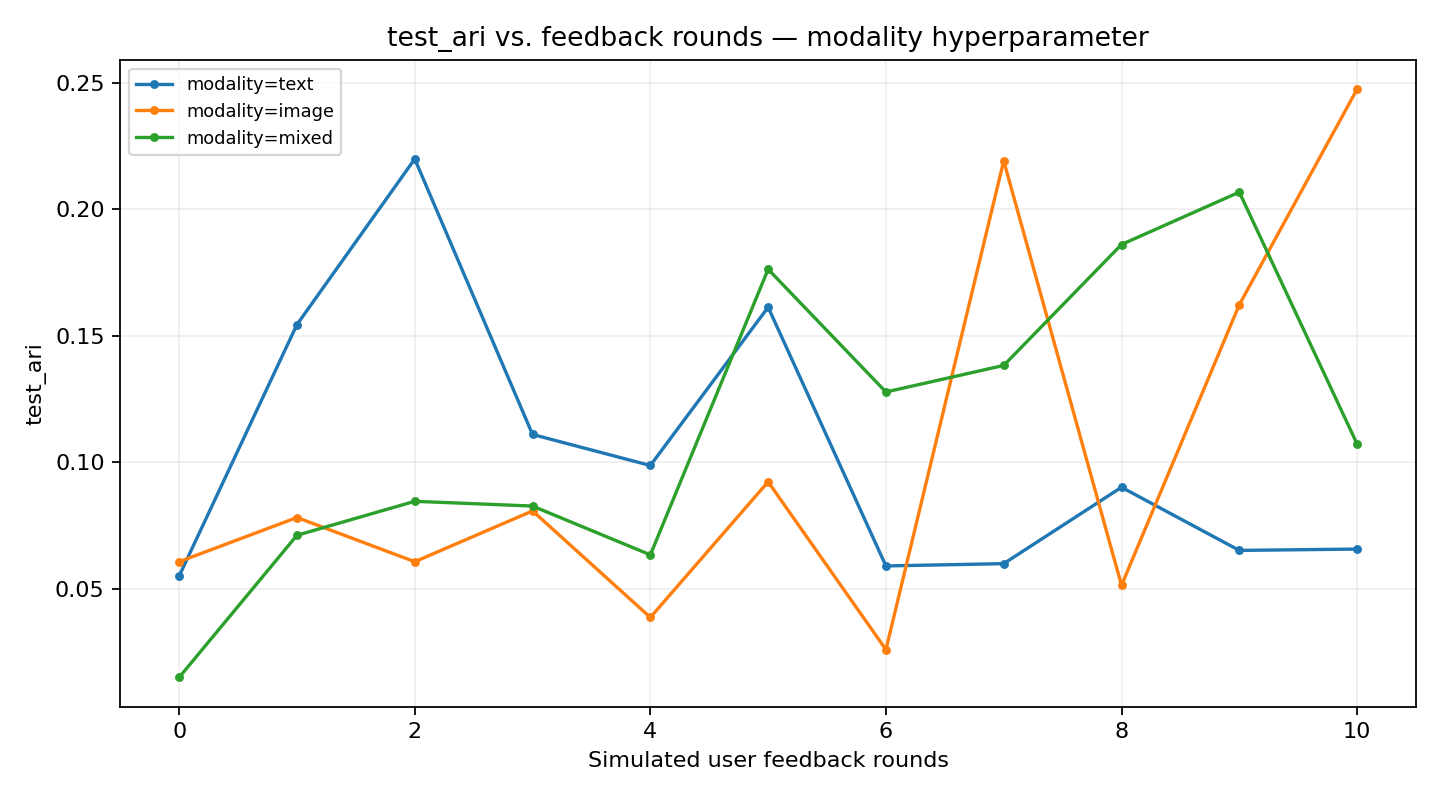 test_ari vs. feedback rounds — modality hyperparameter
modality=text
modality=image
modality=mixed
0.25
0.20
0.15
0.10
0.05
test_ari
0 2 4 6 8 10
Simulated user feedback rounds